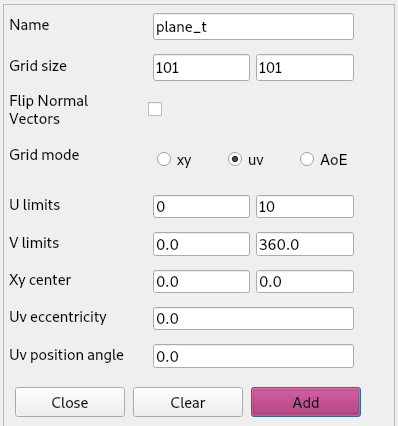 Name plane_t
Grid size 101 101
Flip Normal
Vectors
Grid mode xy uv AoE
U limits 0 10
V limits 0.0 360.0
Xy center 0.0 0.0
Uv eccentricity 0.0
Uv position angle 0.0
Close Clear Add